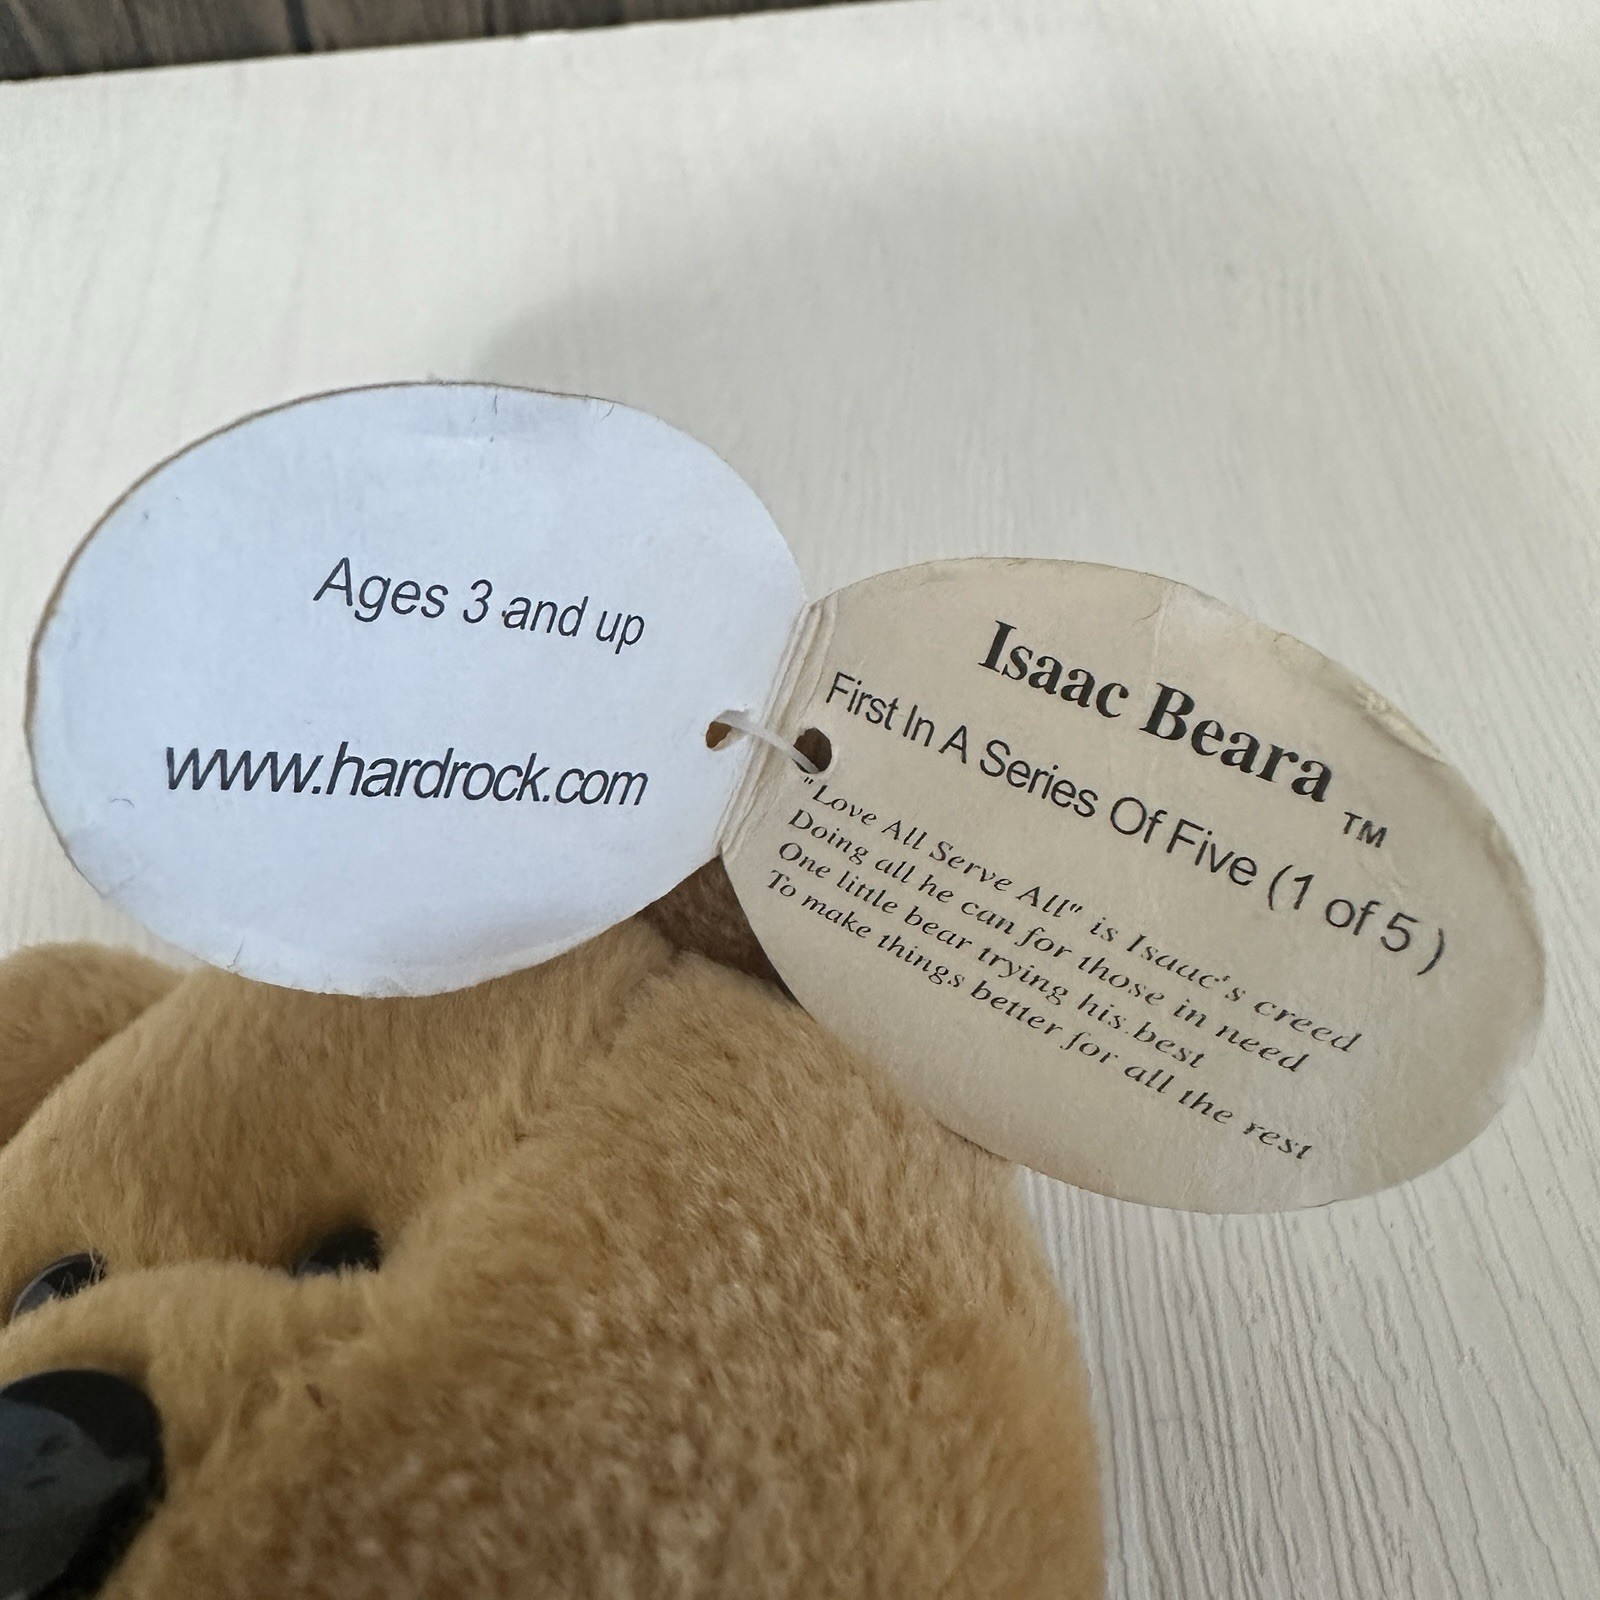 Ages 3 and up
www.hardrock.com
Isaac Beara ™
First In A Series Of Five (1 of 5 )
"Love All Serve All" is Isaac's creed
Doing all he can for those in need
One little bear trying his best
To make things better for all the rest